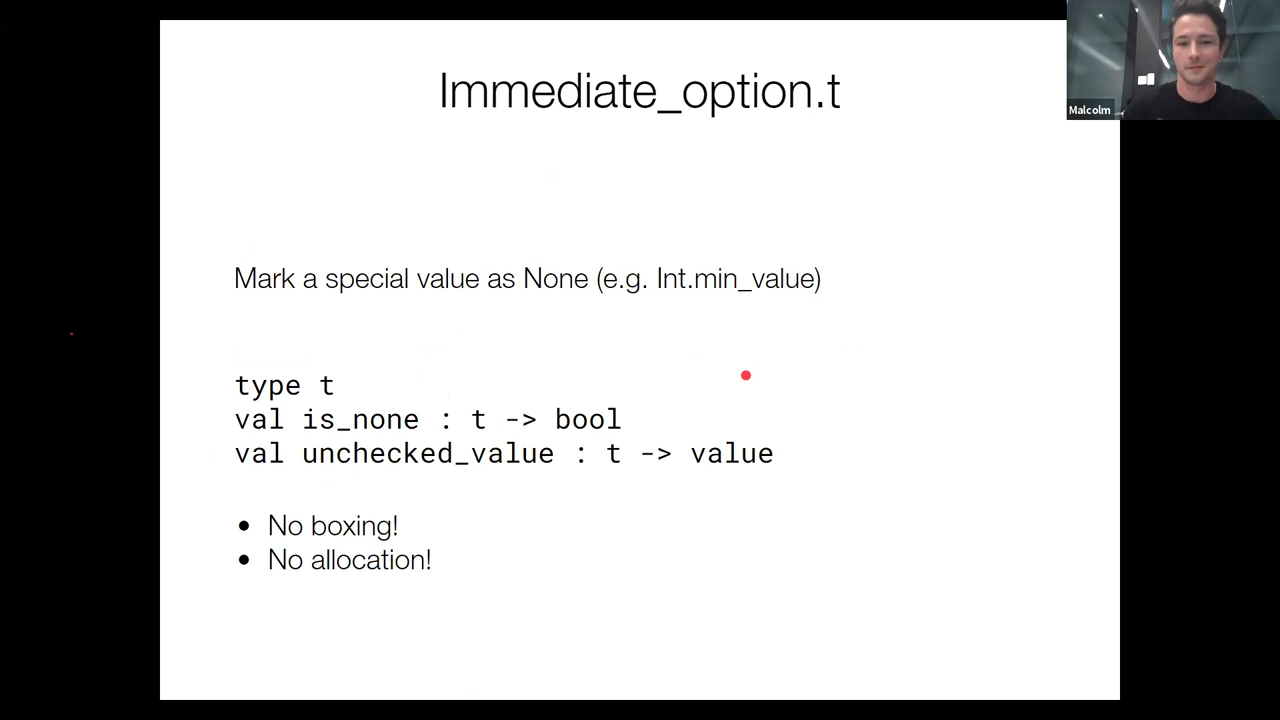 Immediate_option.t
Malcolm
Mark a special value as None (e.g. Int.min_value)
type t
val is_none : t -> bool
val unchecked_value : t -> value
• No boxing!
• No allocation!